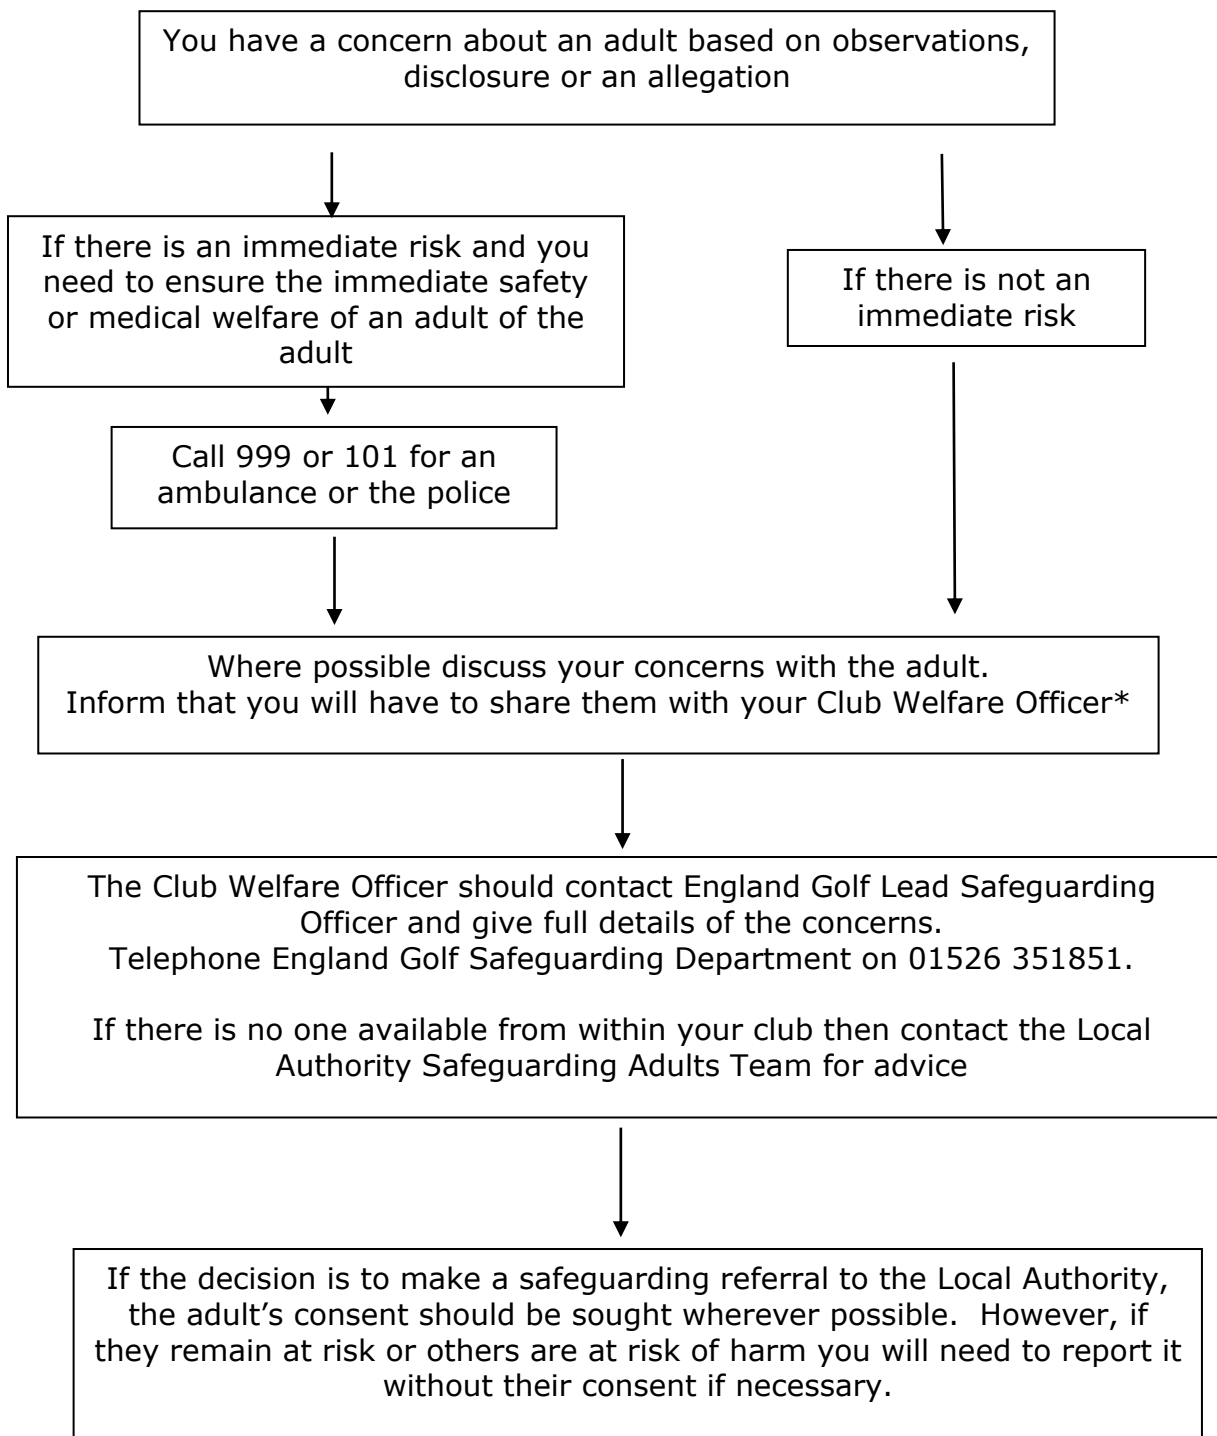 You have a concern about an adult based on observations,
disclosure or an allegation
If there is an immediate risk and you
need to ensure the immediate safety
or medical welfare of an adult of the
adult
If there is not an
immediate risk
Call 999 or 101 for an
ambulance or the police
Where possible discuss your concerns with the adult.
Inform that you will have to share them with your Club Welfare Officer*
The Club Welfare Officer should contact England Golf Lead Safeguarding
Officer and give full details of the concerns.
Telephone England Golf Safeguarding Department on 01526 351851.
If there is no one available from within your club then contact the Local
Authority Safeguarding Adults Team for advice
If the decision is to make a safeguarding referral to the Local Authority,
the adult’s consent should be sought wherever possible.  However, if
they remain at risk or others are at risk of harm you will need to report it
without their consent if necessary.